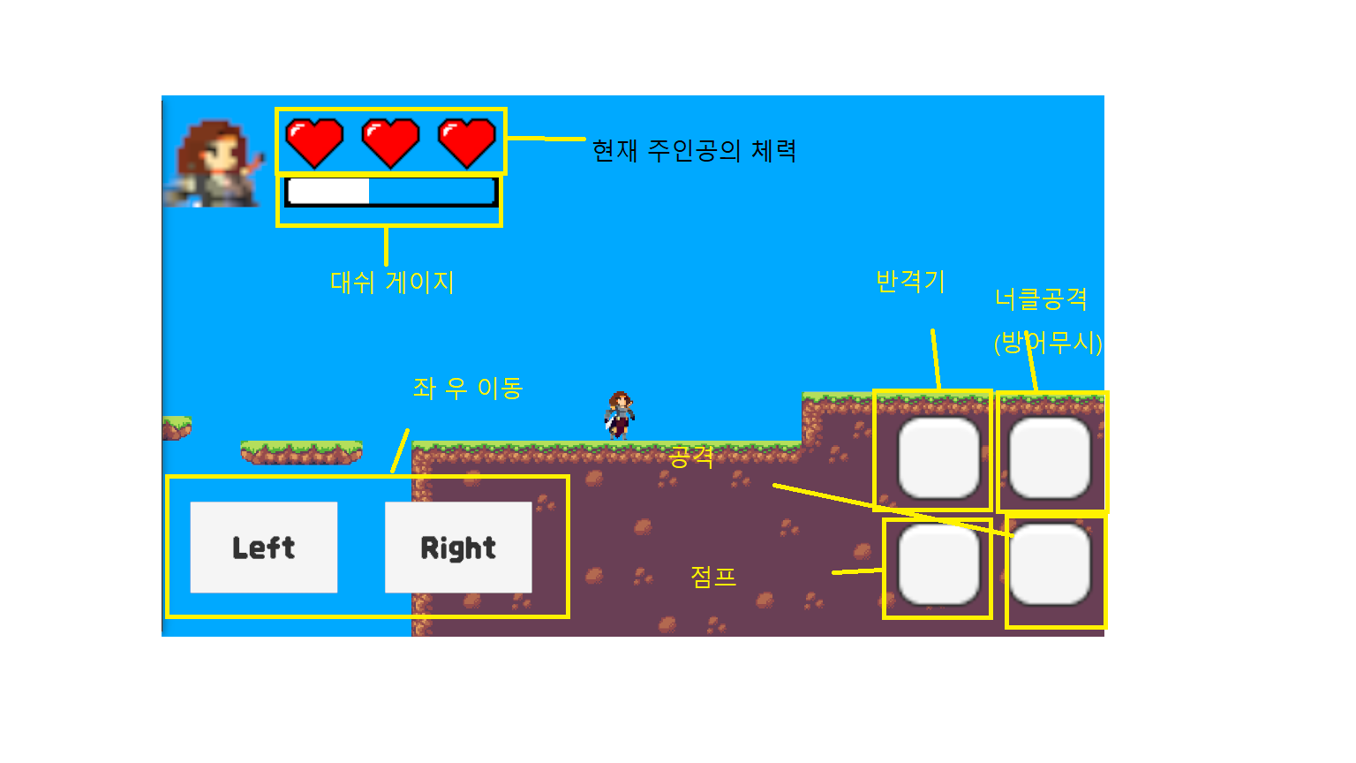 현재 주인공의 체력
대쉬 게이지
반격기
너클공격
(방어무시)
좌 우 이동
공격
Left
Right
점프